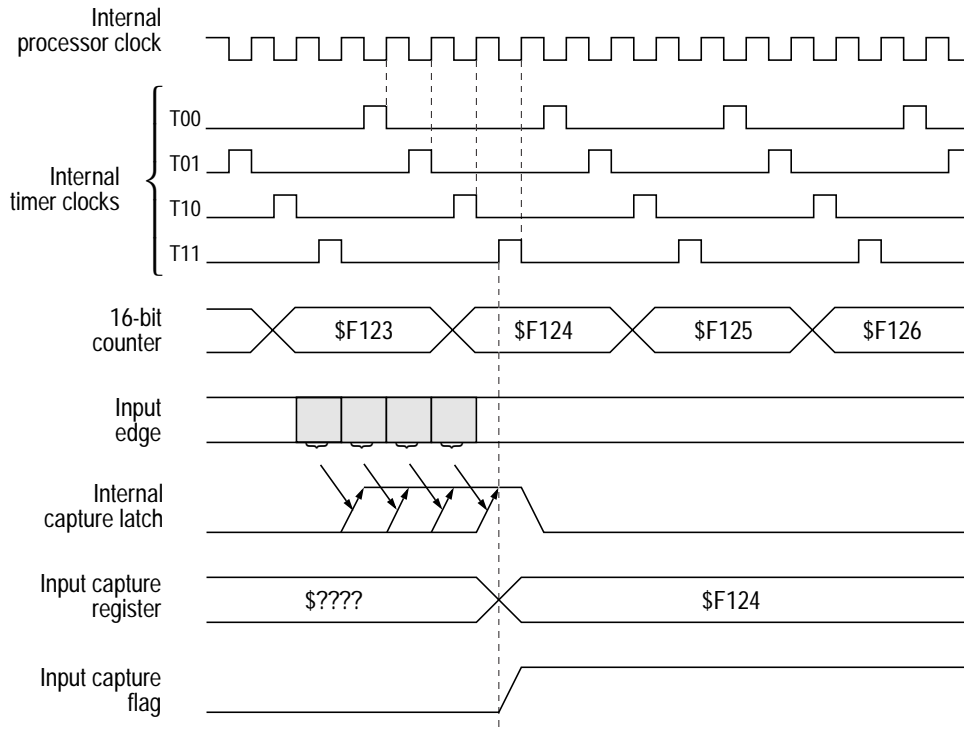 Internal
processor clock
T00
T01
Internal
timer clocks
T10
T11
16-bit
counter
$F123
$F124
$F125
$F126
Input
edge
Internal
capture latch
Input capture
register
$????
$F124
Input capture
flag